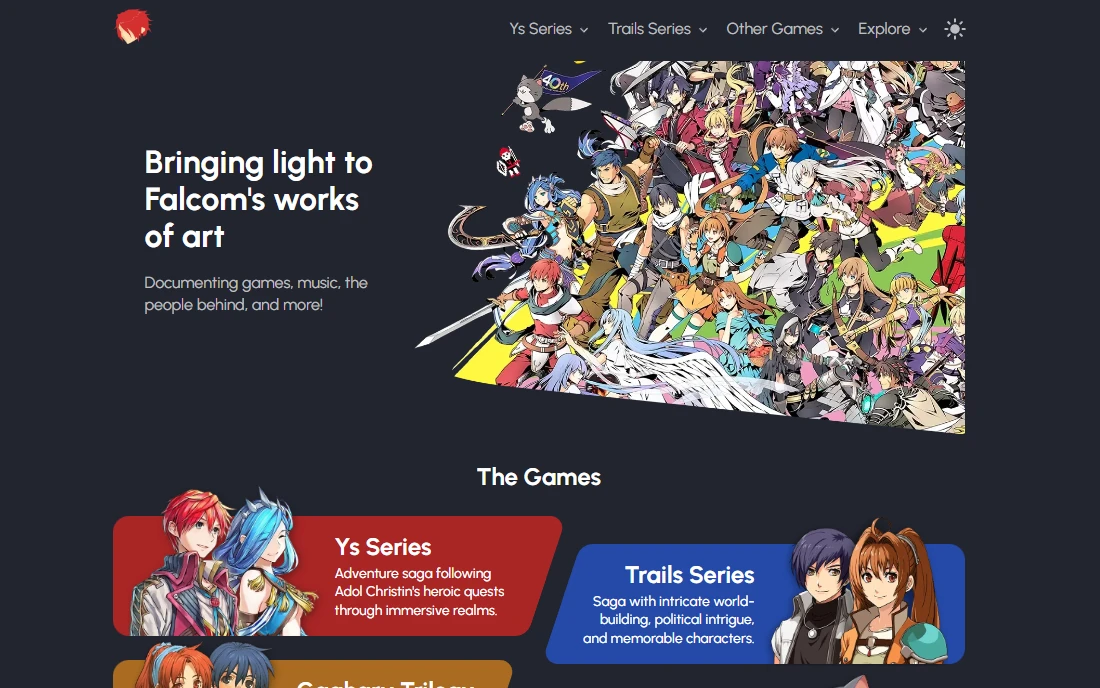 Ys Series
Trails Series
Other Games
Explore
40th
Bringing light to
Falcom's works
of art
Documenting games, music, the
people behind, and more!
The Games
Ys Series
Adventure saga following
Adol Christin's heroic quests
through immersive realms.
Trails Series
Saga with intricate world-
building, political intrigue,
and memorable characters.
Gagharv Trilogy